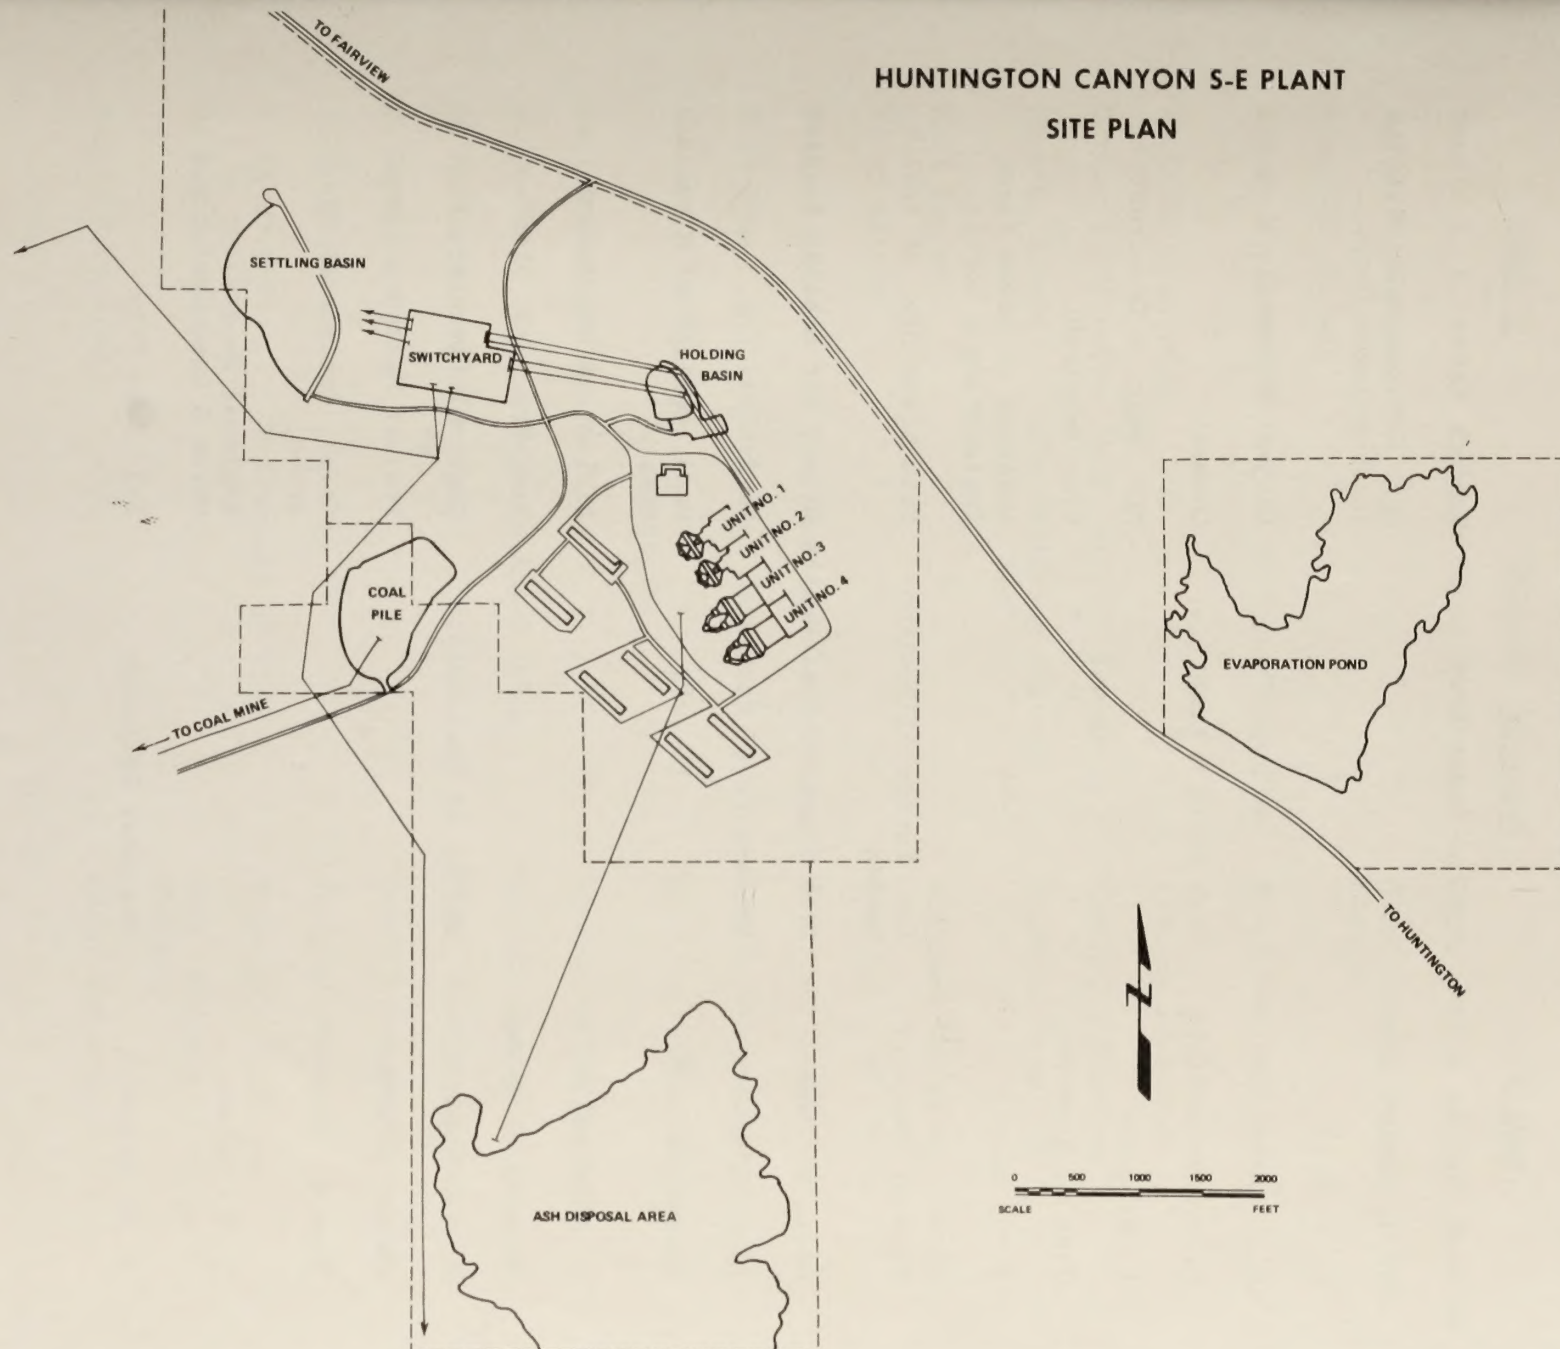 HUNTINGTON CANYON S-E PLANT
SITE PLAN
TO FAIRVIEW
SETTLING BASIN
SWITCHYARD
HOLDING
BASIN
UNIT NO. 1
UNIT NO. 2
UNIT NO. 3
UNIT NO. 4
COAL
PILE
EVAPORATION POND
TO COAL MINE
TO HUNTINGTON
Z
0 500 1000 1500 2000
SCALE FEET
ASH DISPOSAL AREA